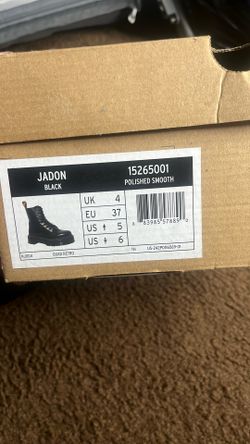 JADON
BLACK
15265001
POLISHED SMOOTH
UK 4
EU 37
US 5
US 6